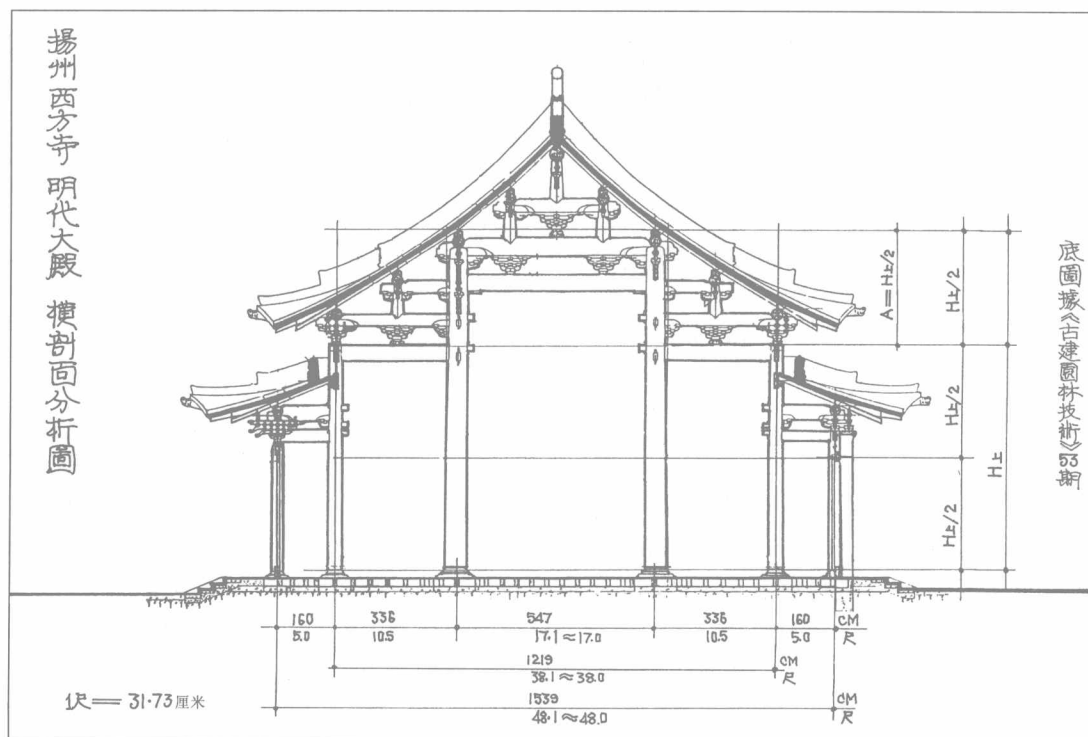 揚州西方寺明代大殿 橫剖面分析圖
底圖據《古建園林技術》53期
A=H上/2
H上/2
H上/2
H上/2
H上
160 336 547 336 160 CM
5.0 10.5 17.1≈17.0 10.5 5.0 尺
1219 CM
38.1≈38.0 尺
1539 CM
48.1≈48.0 尺
1尺=31.73厘米